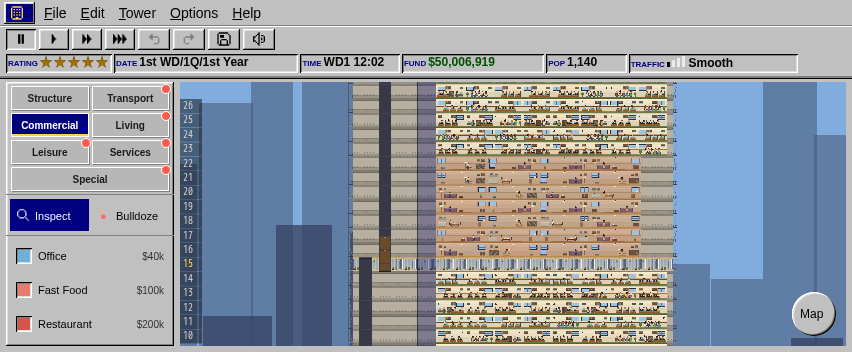 File Edit Tower Options Help
RATING DATE 1st WD/1Q/1st Year TIME WD1 12:02 FUND $50,006,919 POP 1,140 TRAFFIC Smooth
Structure Transport
Commercial Living
Leisure Services
Special
Inspect Bulldoze
Office $40k
Fast Food $100k
Restaurant $200k
26
25
24
23
22
21
20
19
18
17
16
15
14
13
12
11
10
Map